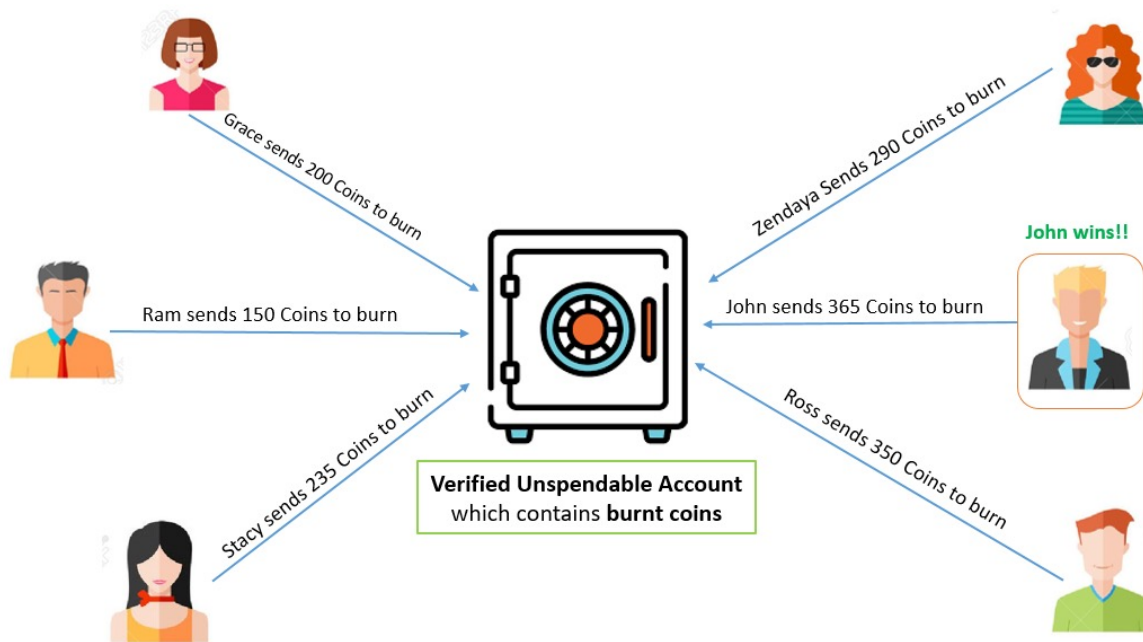 Grace sends 200 Coins to burn
Zendaya Sends 290 Coins to burn
John wins!!
Ram sends 150 Coins to burn
John sends 365 Coins to burn
Stacy sends 235 Coins to burn
Ross sends 350 Coins to burn
Verified Unspendable Account
which contains burnt coins